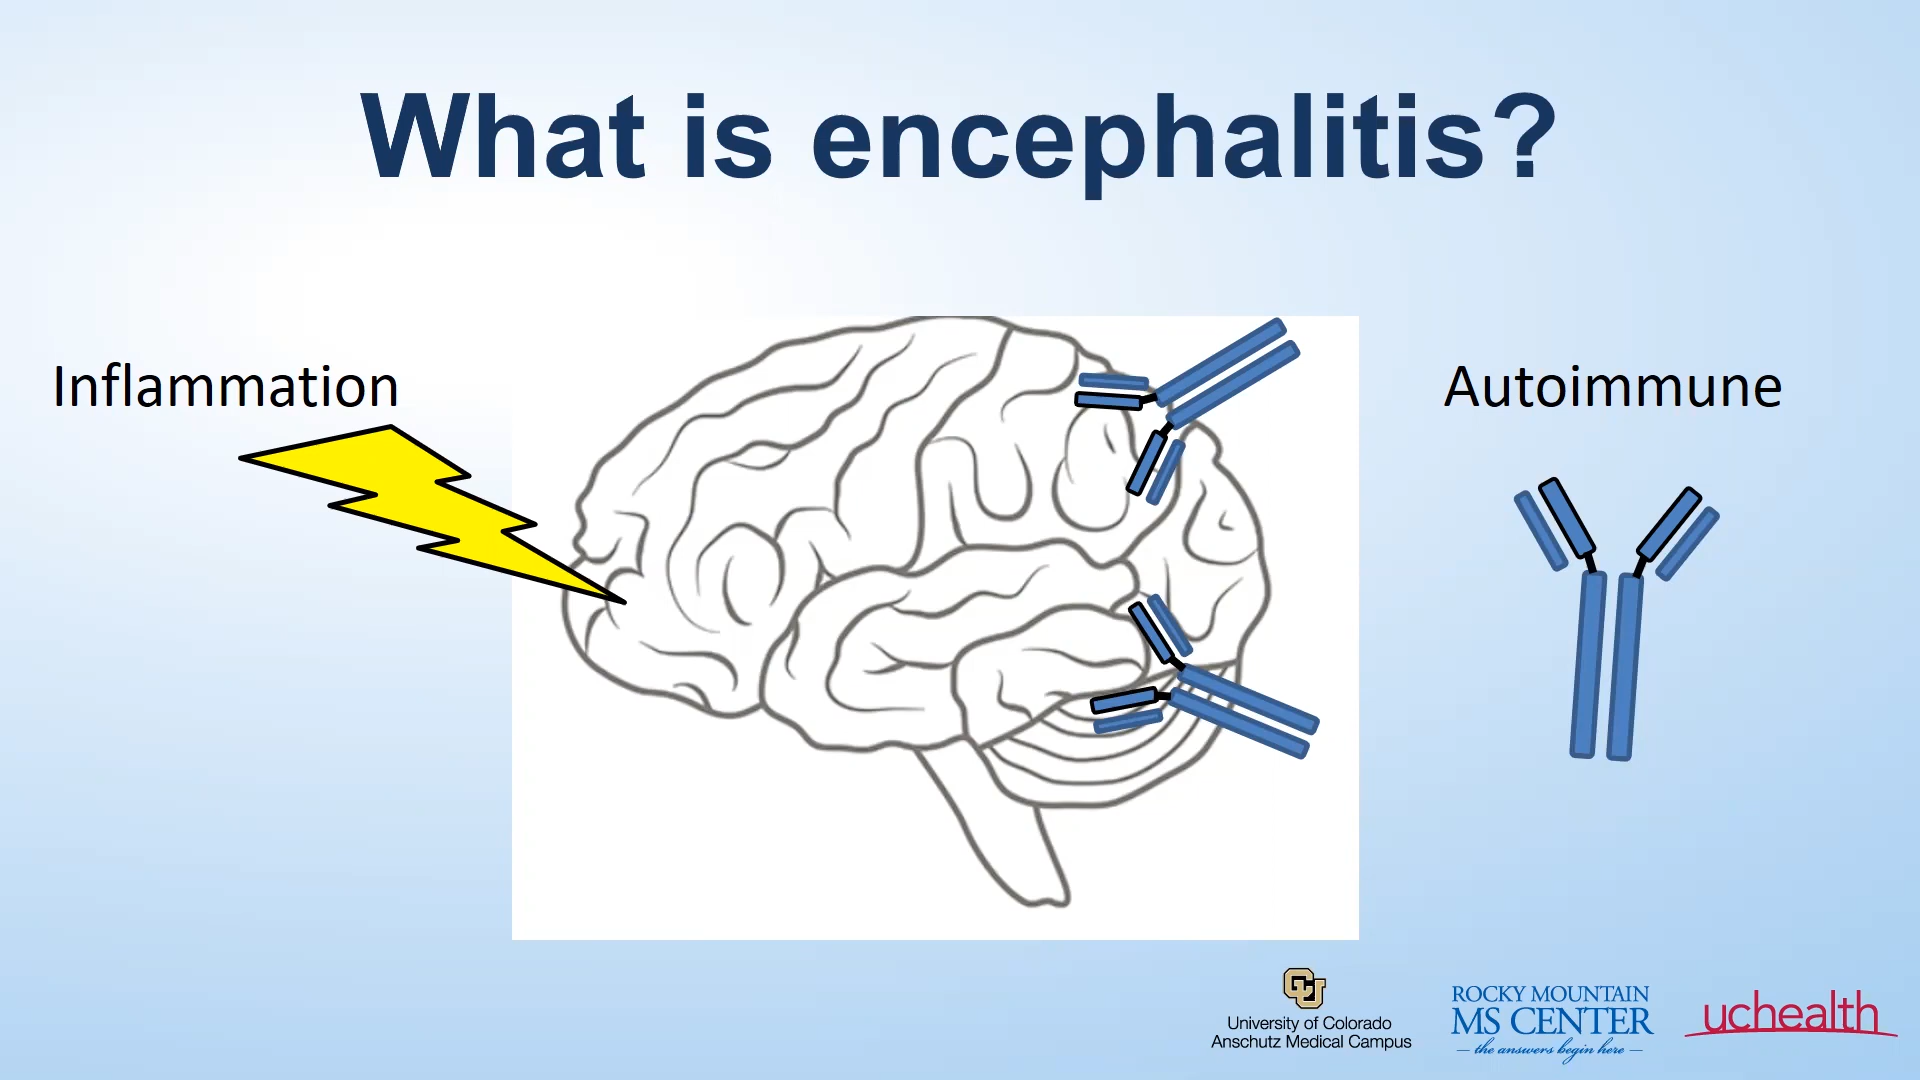 What is encephalitis?
Inflammation
Autoimmune
CU
University of Colorado
Anschutz Medical Campus
ROCKY MOUNTAIN
MS CENTER
— the answers begin here —
uchealth